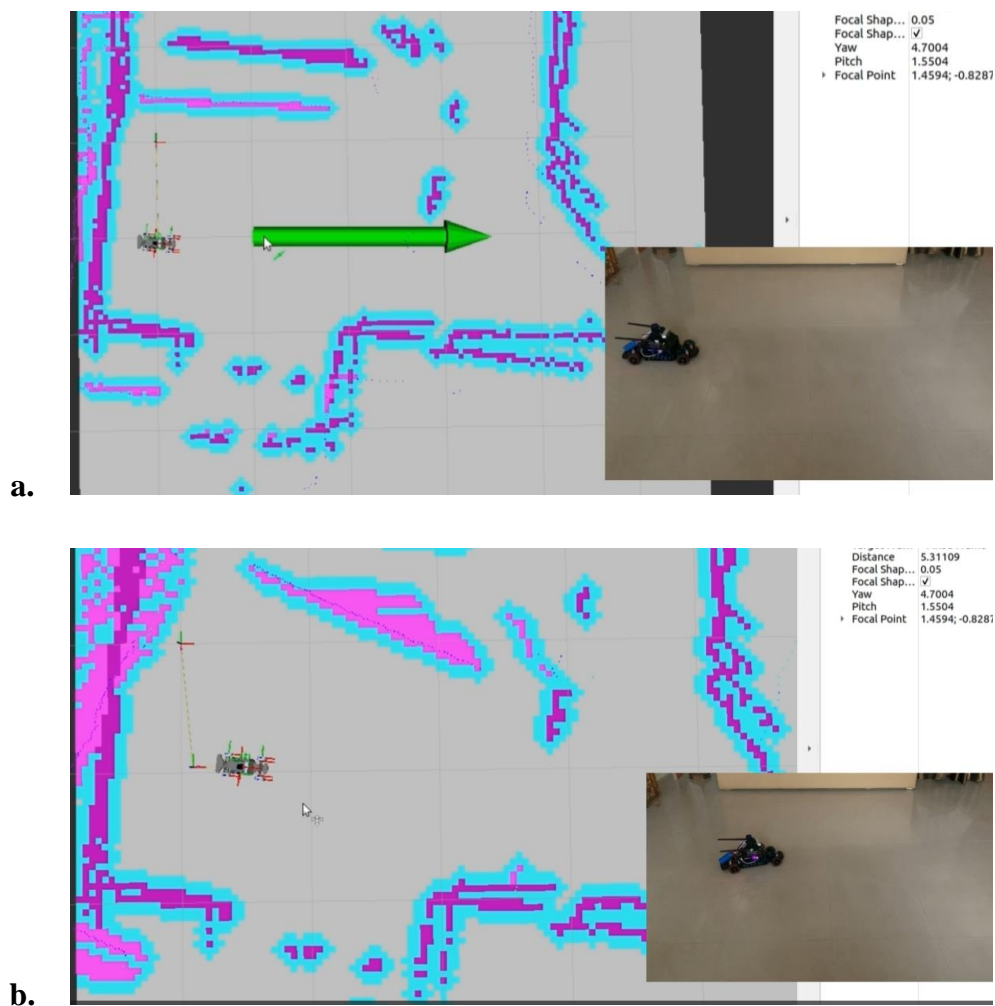 Focal Shap... 0.05
Focal Shap... ✓
Yaw 4.7004
Pitch 1.5504
Focal Point 1.4594; -0.8287
a.
Distance 5.31109
Focal Shap... 0.05
Focal Shap... ✓
Yaw 4.7004
Pitch 1.5504
Focal Point 1.4594; -0.8287
b.